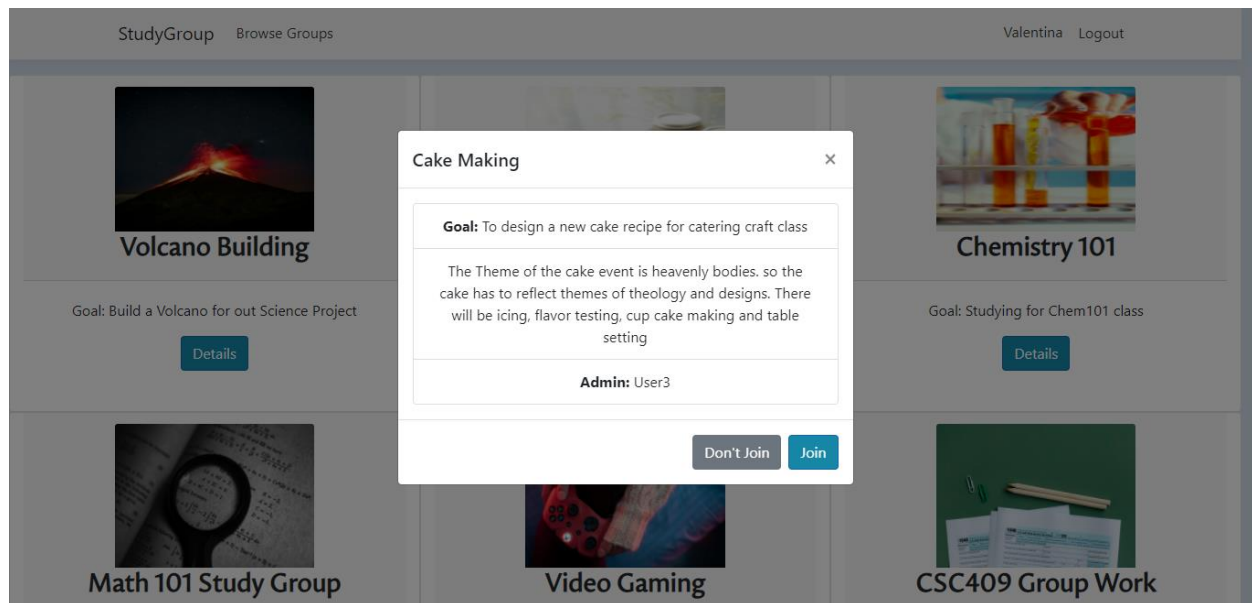 StudyGroup Browse Groups Valentina Logout
Volcano Building
Goal: Build a Volcano for out Science Project
Details
Cake Making ×
Goal: To design a new cake recipe for catering craft class
The Theme of the cake event is heavenly bodies. so the
cake has to reflect themes of theology and designs. There
will be icing, flavor testing, cup cake making and table
setting
Admin: User3
Don't Join Join
Chemistry 101
Goal: Studying for Chem101 class
Details
Math 101 Study Group
Video Gaming
CSC409 Group Work